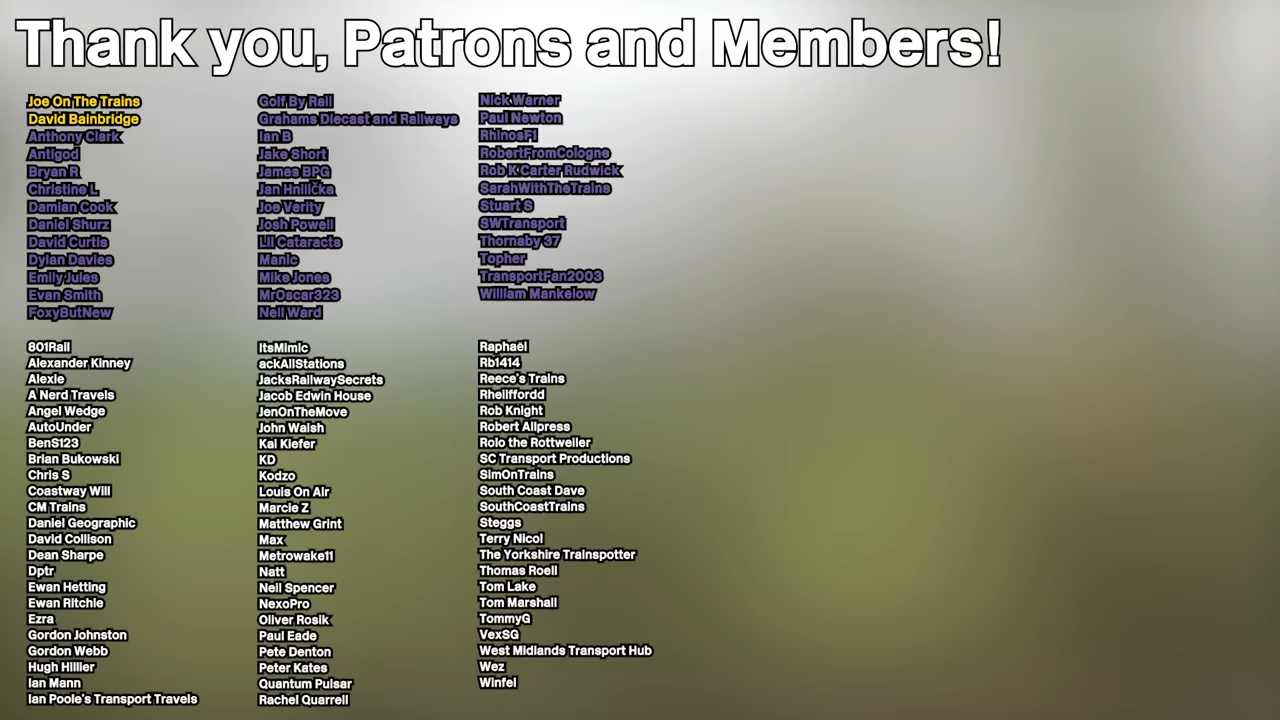 Thank you, Patrons and Members!
Joe On The Trains
David Bainbridge
Anthony Clark
Antigod
Bryan R
Christine L
Damian Cook
Daniel Shurz
David Curtis
Dylan Davies
Emily Jules
Evan Smith
FoxyButNew
Golf By Rail
Grahams Diecast and Railways
Ian B
Jake Short
James BPG
Jan Hnilička
Joe Verity
Josh Powell
Lil Cataracts
Manic
Mike Jones
MrOscar323
Neil Ward
Nick Warner
Paul Newton
RhinosF1
RobertFromCologne
Rob K Carter Rudwick
SarahWithTheTrains
Stuart S
SWTransport
Thornaby 37
Topher
TransportFan2003
William Mankelow
801Rail
Alexander Kinney
Alexie
A Nerd Travels
Angel Wedge
AutoUnder
BenS123
Brian Bukowski
Chris S
Coastway Will
CM Trains
Daniel Geographic
David Collison
Dean Sharpe
Dptr
Ewan Hetting
Ewan Ritchie
Ezra
Gordon Johnston
Gordon Webb
Hugh Hillier
Ian Mann
Ian Poole's Transport Travels
ItsMimic
ackAllStations
JacksRailwaySecrets
Jacob Edwin House
JenOnTheMove
John Walsh
Kai Kiefer
KD
Kodzo
Louis On Air
Marcie Z
Matthew Grint
Max
Metrowake11
Natt
Neil Spencer
NexoPro
Oliver Rosik
Paul Eade
Pete Denton
Peter Kates
Quantum Pulsar
Rachel Quarrell
Raphaël
Rb1414
Reece's Trains
Rheliffordd
Rob Knight
Robert Allpress
Rolo the Rottweiler
SC Transport Productions
SimOnTrains
South Coast Dave
SouthCoastTrains
Steggs
Terry Nicol
The Yorkshire Trainspotter
Thomas Roell
Tom Lake
Tom Marshall
TommyG
VexSG
West Midlands Transport Hub
Wez
Winfel